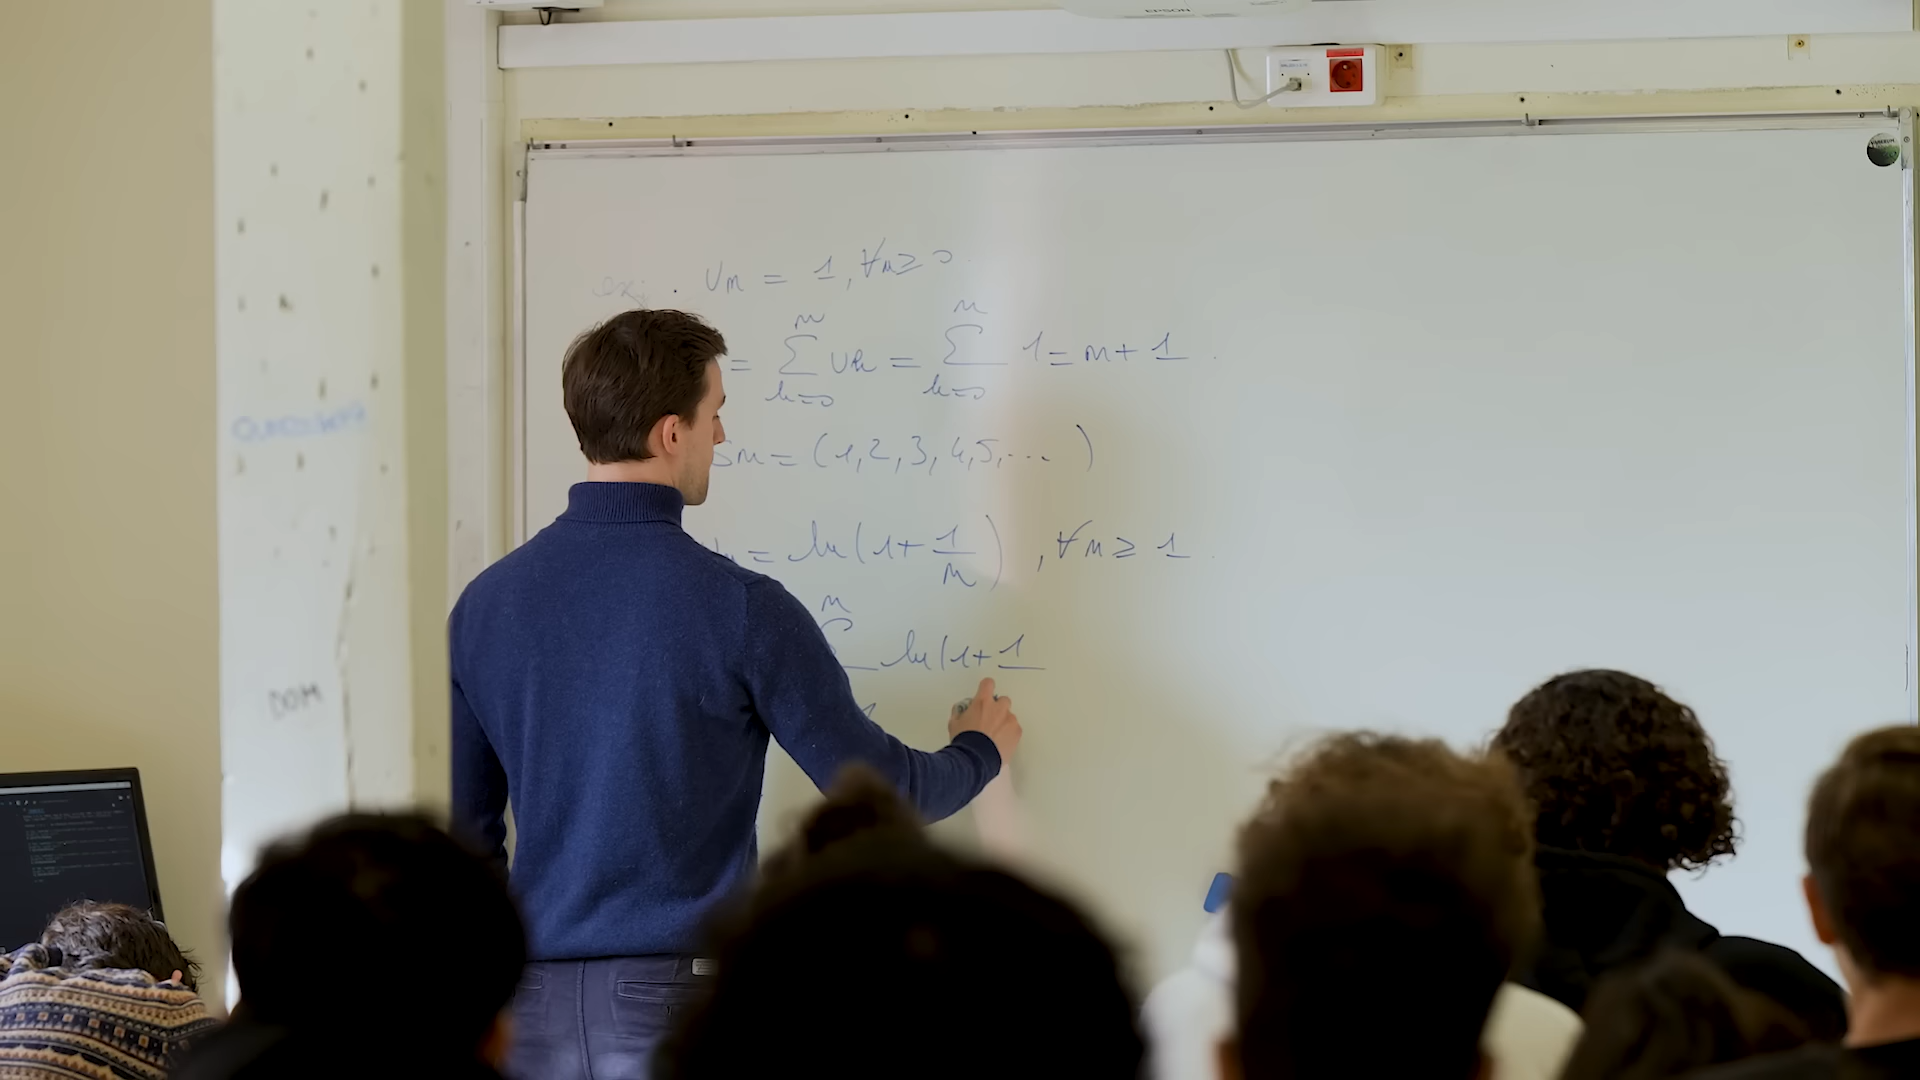 EPSON
ex: . Un = 1, ∀n ≥ 0.
= ∑_{k=0}^{n} Uk = ∑_{k=0}^{n} 1 = n + 1.
Sn = (1, 2, 3, 4, 5, ... )
= ln(1 + 1/n), ∀n ≥ 1.
∑^{n} ln(1 + 1
DOM